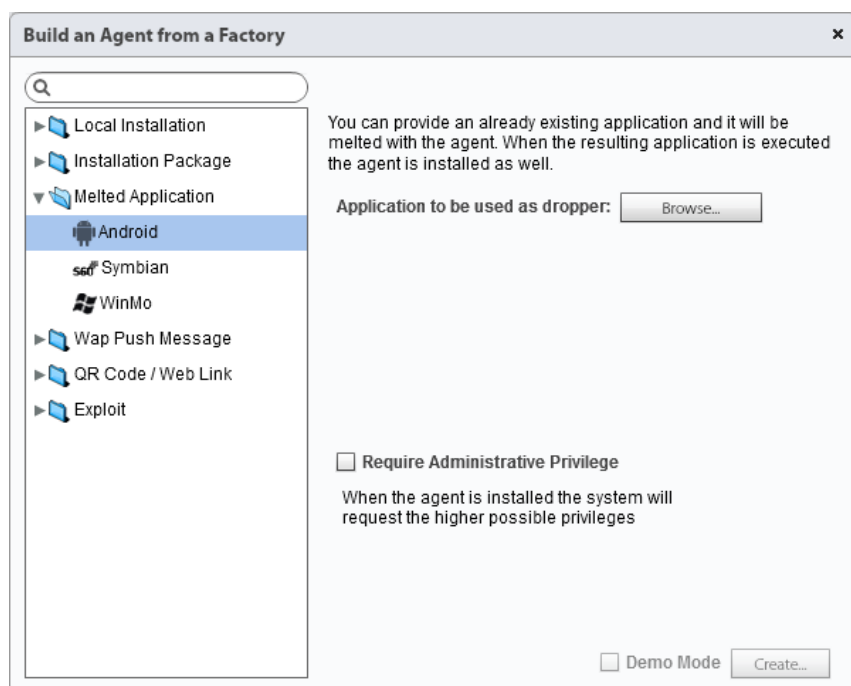 Build an Agent from a Factory
Local Installation
Installation Package
Melted Application
Android
S60 Symbian
WinMo
Wap Push Message
QR Code / Web Link
Exploit
You can provide an already existing application and it will be
melted with the agent. When the resulting application is executed
the agent is installed as well.
Application to be used as dropper: Browse...
Require Administrative Privilege
When the agent is installed the system will
request the higher possible privileges
Demo Mode Create...